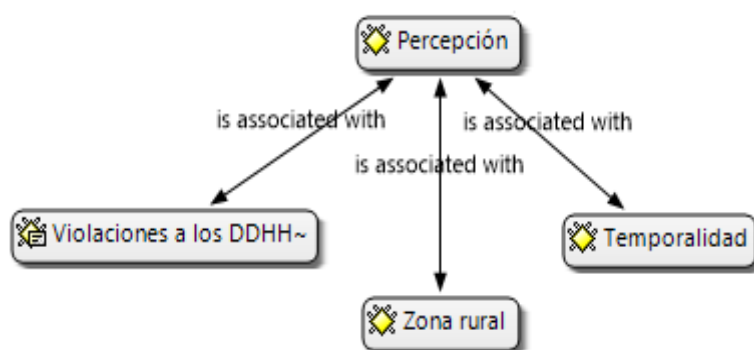 Percepción
is associated with
is associated with
is associated with
Violaciones a los DDHH~
Temporalidad
Zona rural